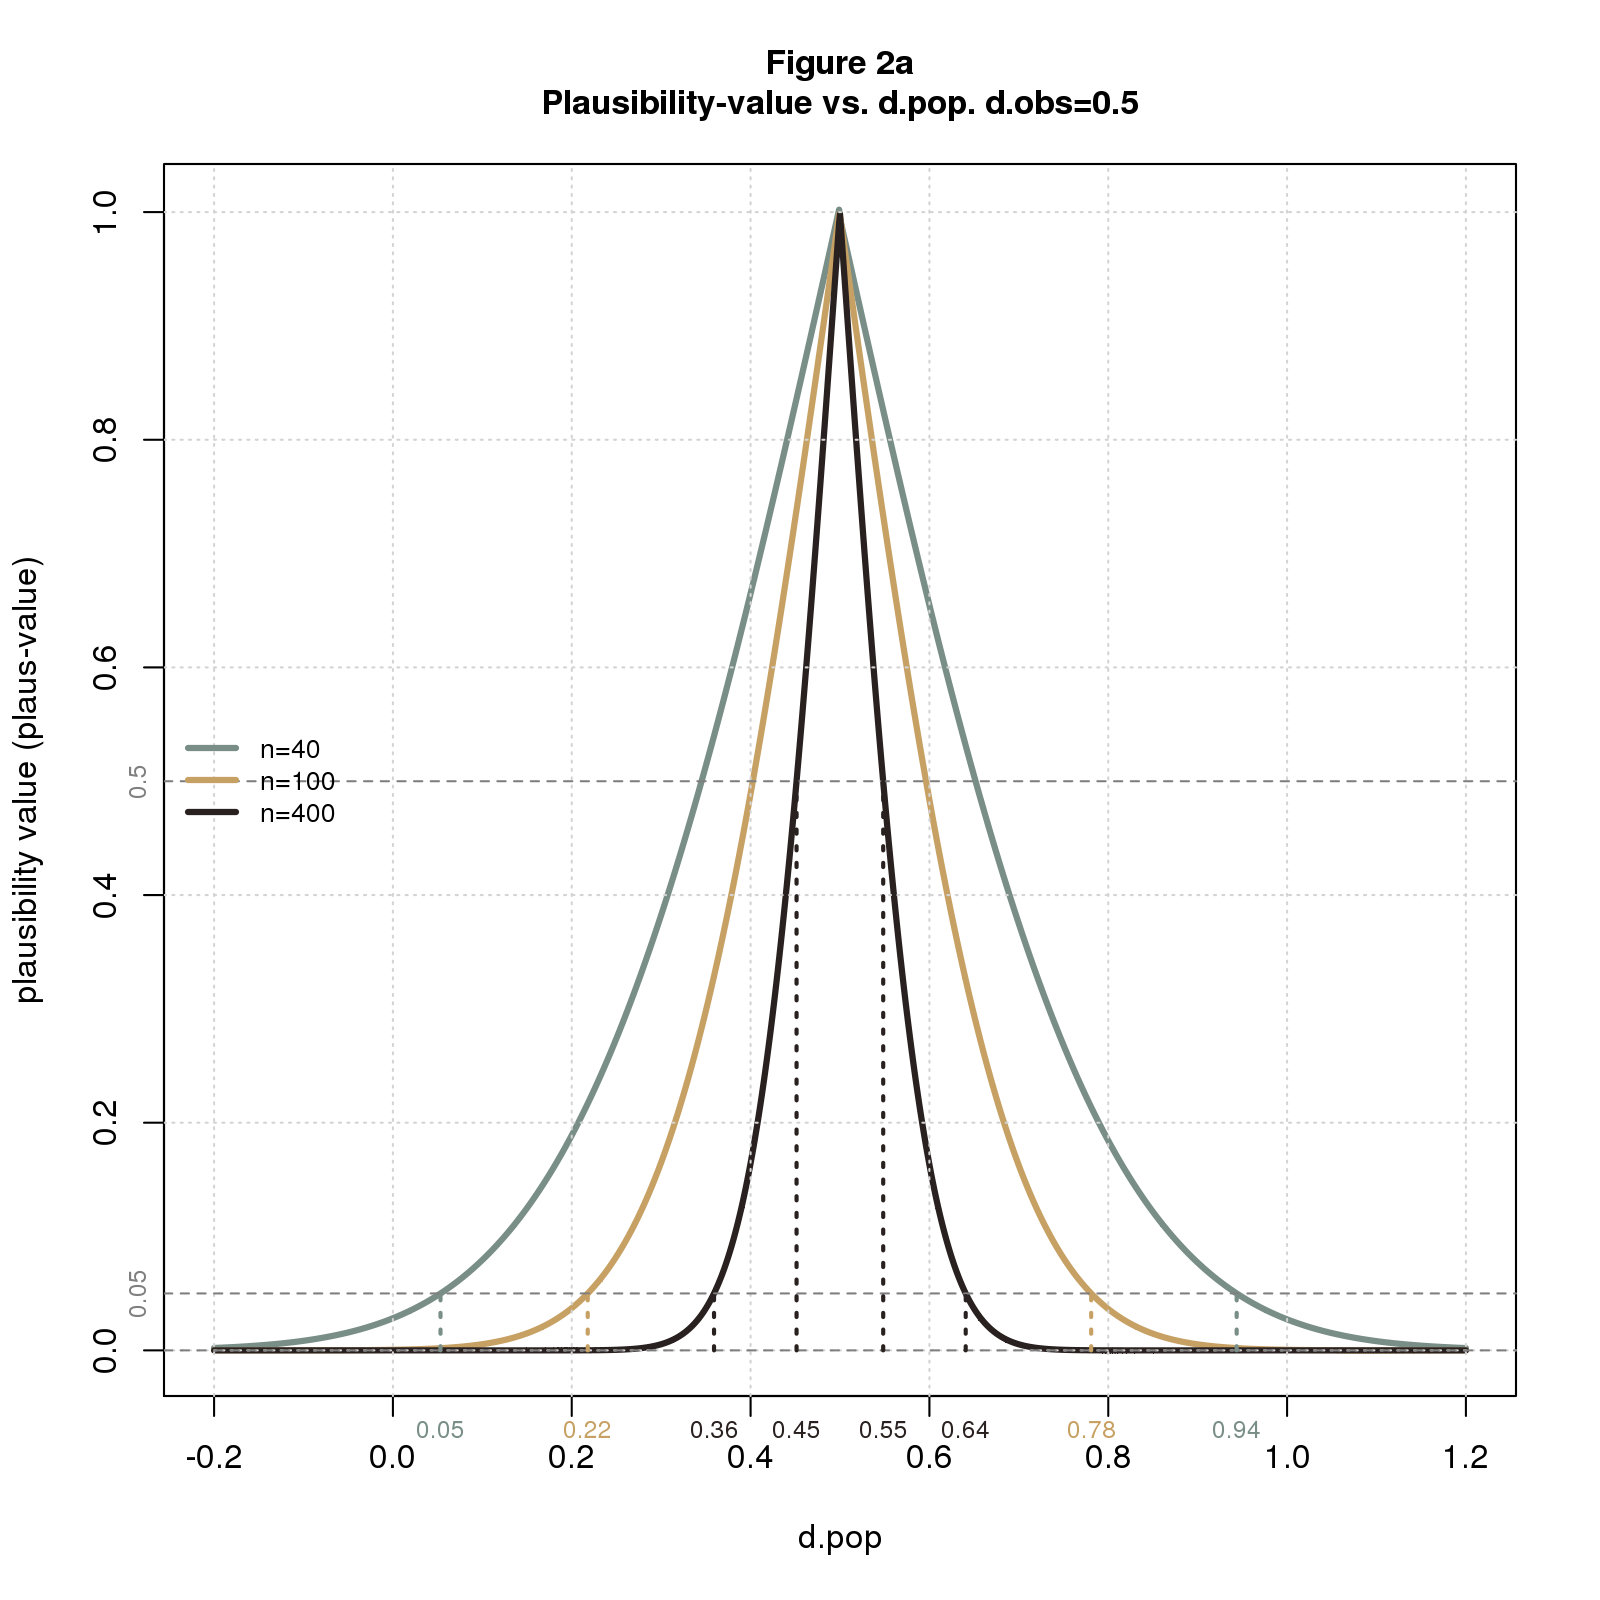 Figure 2a
Plausibility-value vs. d.pop. d.obs=0.5
plausibility value (plaus-value)
1.0
0.8
0.6
0.5
0.4
0.2
0.05
0.0
n=40
n=100
n=400
0.05 0.22 0.36 0.45 0.55 0.64 0.78 0.94
-0.2 0.0 0.2 0.4 0.6 0.8 1.0 1.2
d.pop